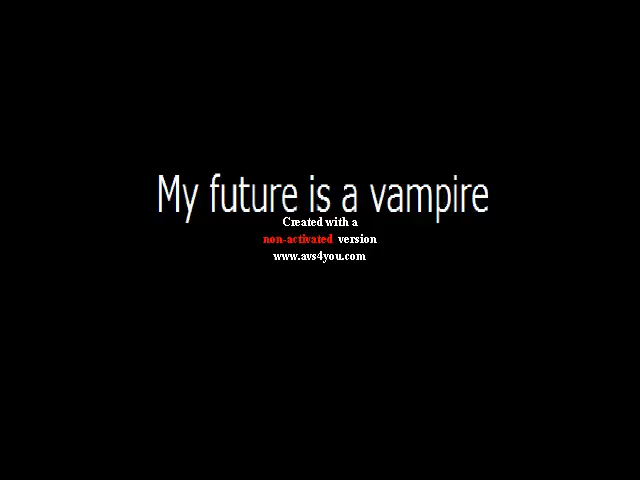 My future is a vampire
Created with a
non-activated version
www.avs4you.com